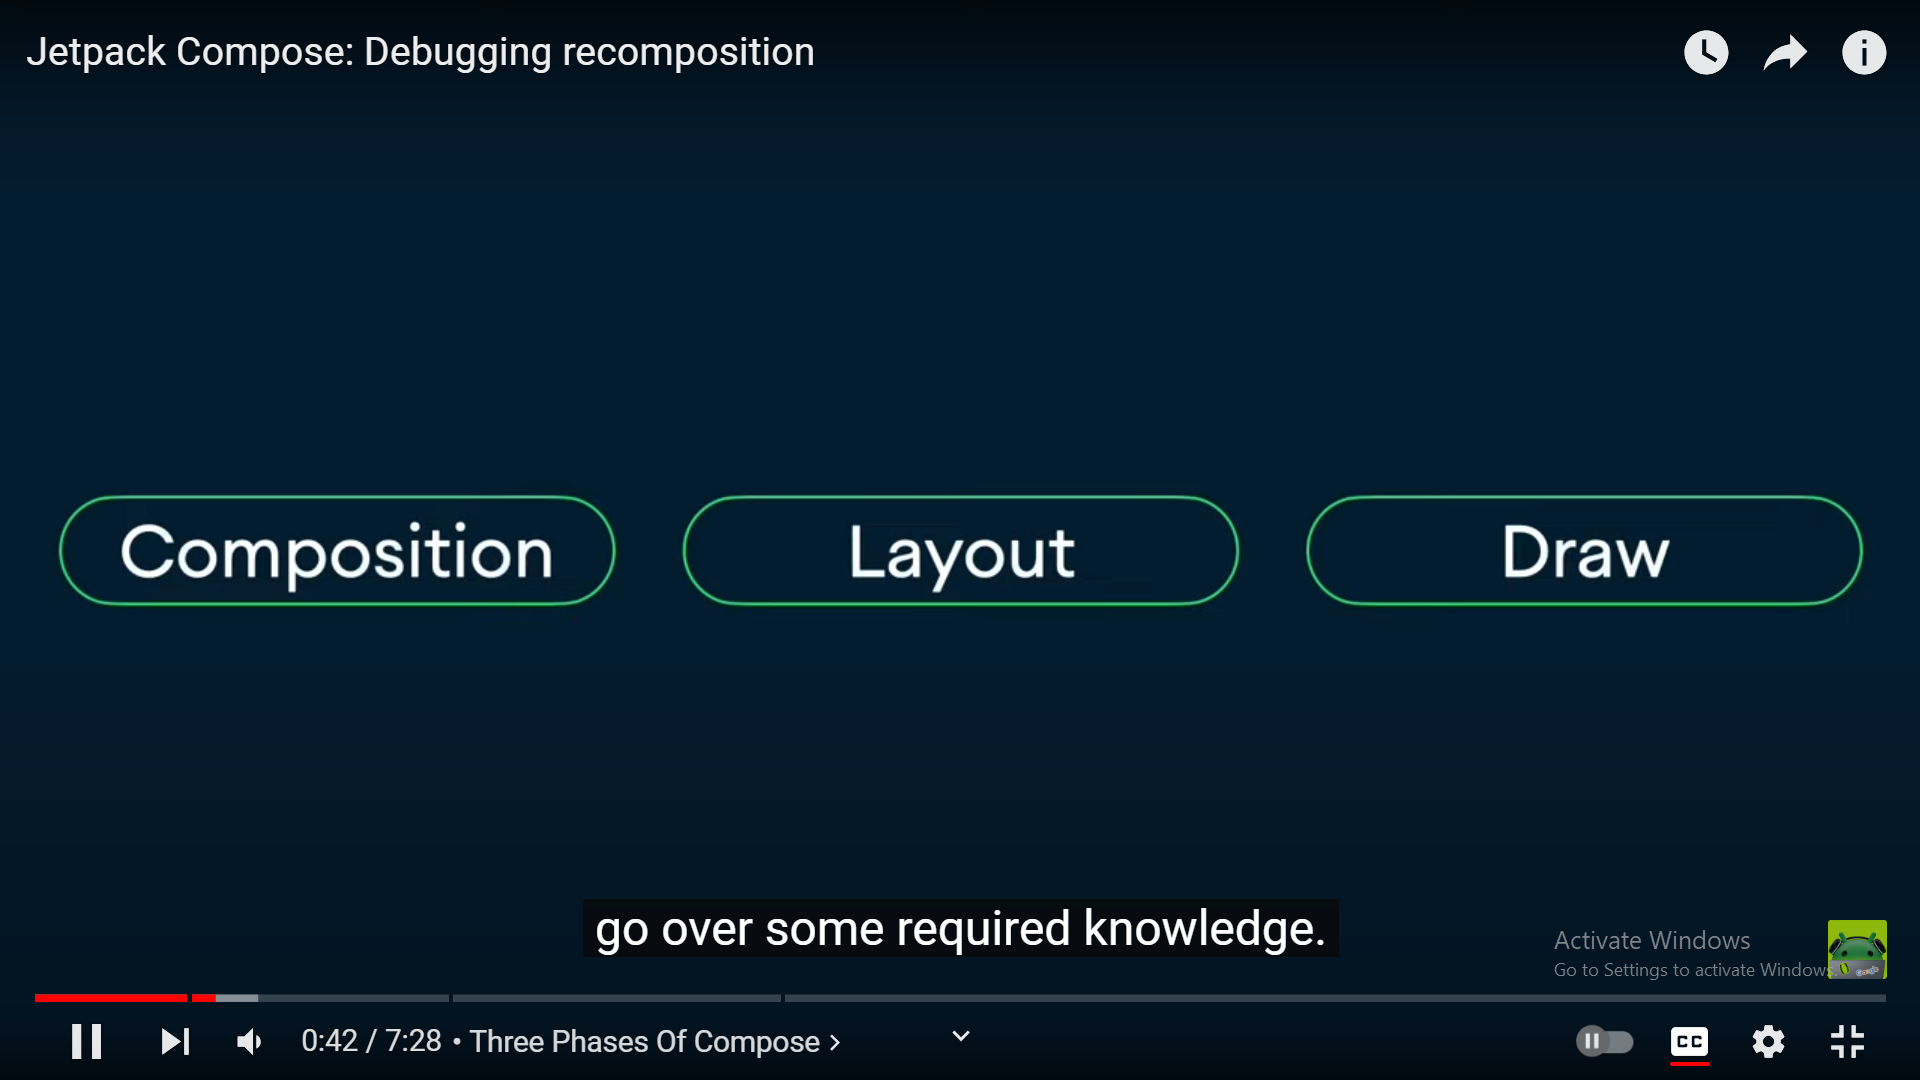 Jetpack Compose: Debugging recomposition
Composition
Layout
Draw
go over some required knowledge.
Activate Windows
Go to Settings to activate Windows.
0:42 / 7:28 • Three Phases Of Compose
CC